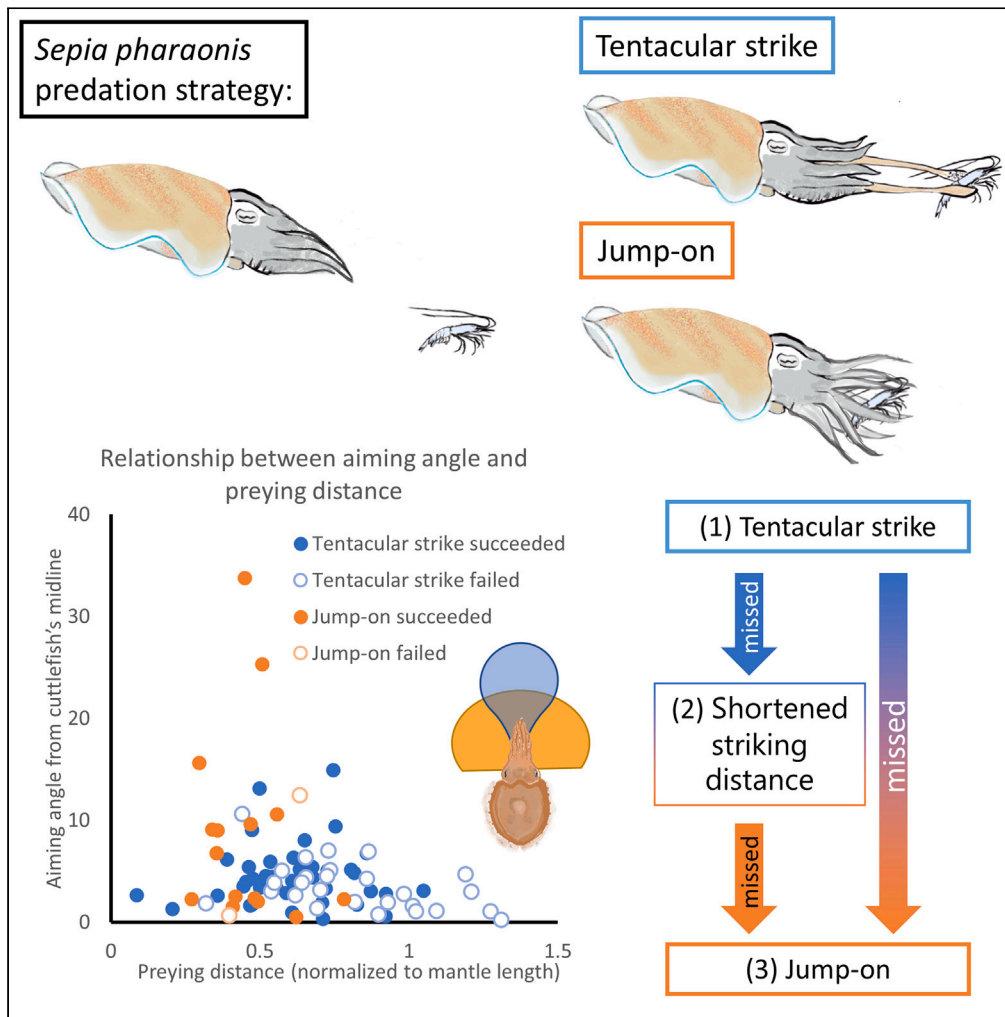 Sepia pharaonis
predation strategy:
Tentacular strike
Jump-on
Relationship between aiming angle and
preying distance
Aiming angle from cuttlefish's midline
40
30
20
10
0
Tentacular strike succeeded
Tentacular strike failed
Jump-on succeeded
Jump-on failed
0 0.5 1 1.5
Preying distance (normalized to mantle length)
(1) Tentacular strike
missed
missed
(2) Shortened
striking
distance
missed
(3) Jump-on